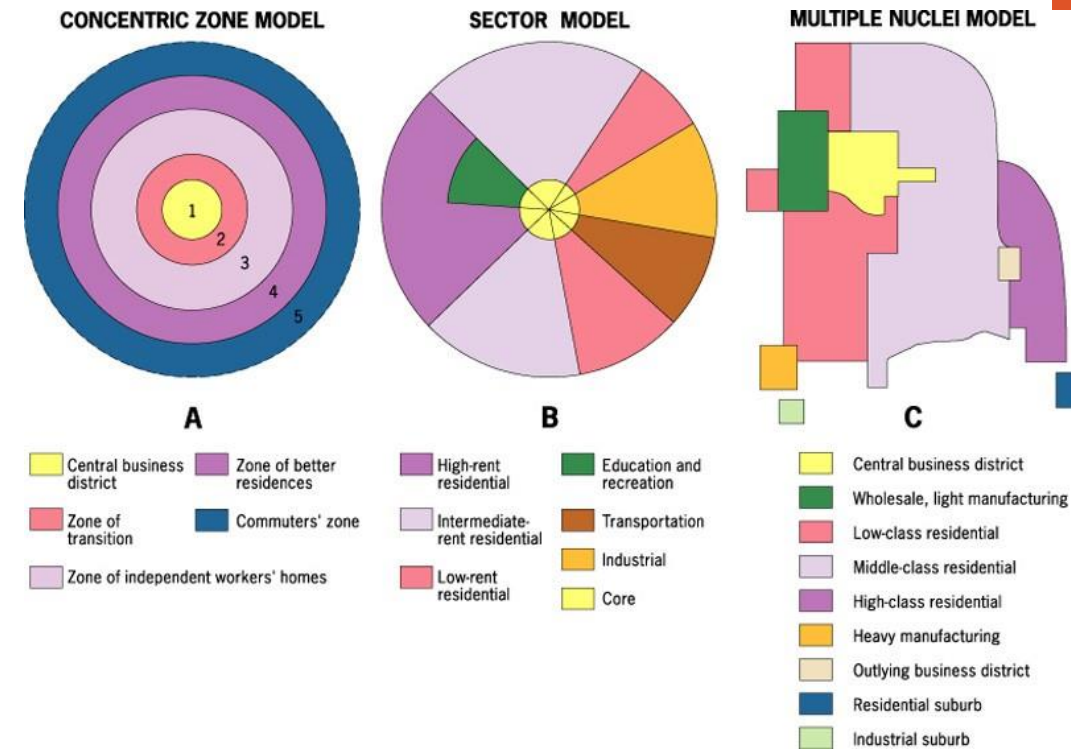 CONCENTRIC ZONE MODEL
1
2
3
4
5
A
Central business
district
Zone of
transition
Zone of independent workers' homes
Zone of better
residences
Commuters' zone
SECTOR MODEL
B
High-rent
residential
Intermediate-
rent residential
Low-rent
residential
Education and
recreation
Transportation
Industrial
Core
MULTIPLE NUCLEI MODEL
C
Central business district
Wholesale, light manufacturing
Low-class residential
Middle-class residential
High-class residential
Heavy manufacturing
Outlying business district
Residential suburb
Industrial suburb